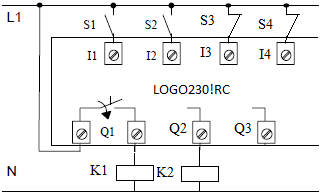 L1
S1 S2 S3 S4
I1 I2 I3 I4
LOGO230!RC
Q1 Q2 Q3
K1 K2
N